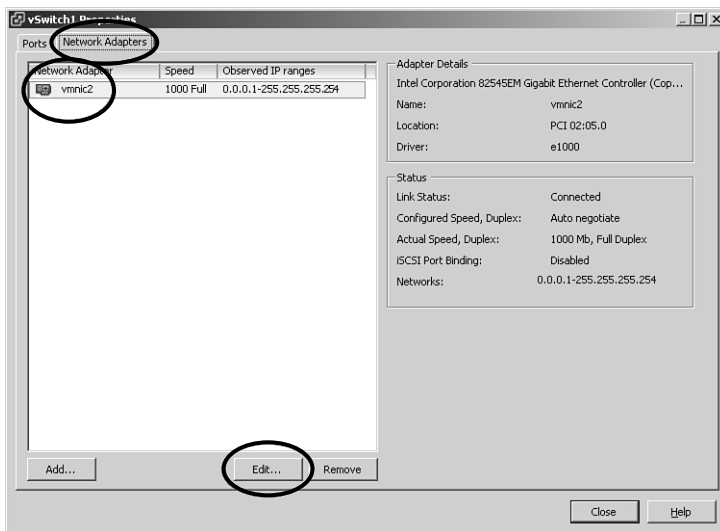 vSwitch1 Properties
Ports Network Adapters
Network Adapter Speed Observed IP ranges
vmnic2 1000 Full 0.0.0.1-255.255.255.254
Add... Edit... Remove
Adapter Details
Intel Corporation 82545EM Gigabit Ethernet Controller (Cop...
Name: vmnic2
Location: PCI 02:05.0
Driver: e1000
Status
Link Status: Connected
Configured Speed, Duplex: Auto negotiate
Actual Speed, Duplex: 1000 Mb, Full Duplex
iSCSI Port Binding: Disabled
Networks: 0.0.0.1-255.255.255.254
Close Help